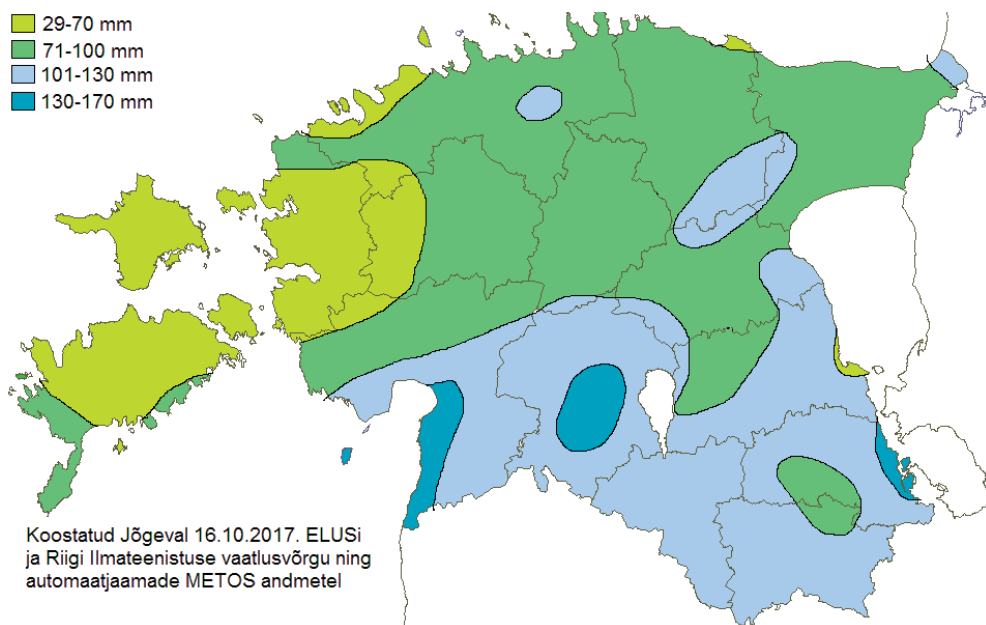 29-70 mm
71-100 mm
101-130 mm
130-170 mm
Koostatud Jõgeval 16.10.2017. ELUSi
ja Riigi Ilmateenistuse vaatlusvõrgu ning
automaatjaamade METOS andmetel